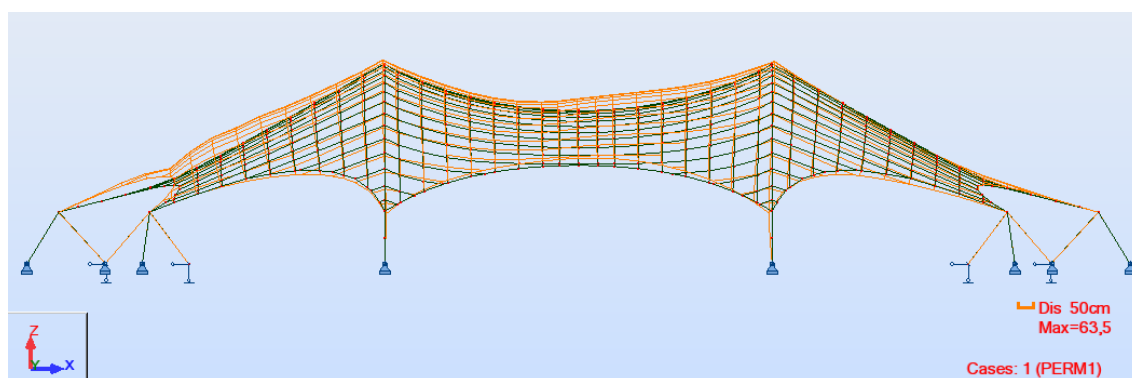 Dis 50cm
Max=63,5
Z
Y X
Cases: 1 (PERM1)